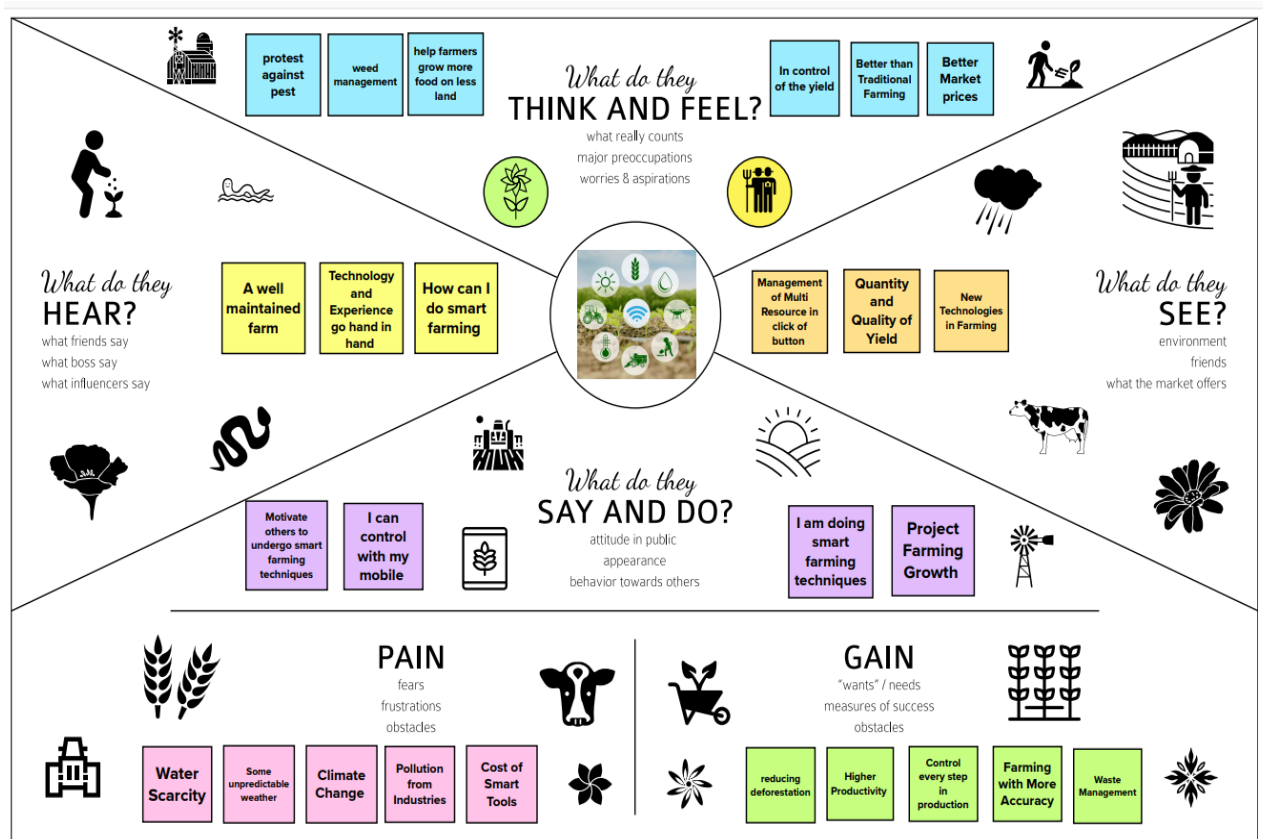 protest
against
pest
weed
management
help farmers
grow more
food on less
land
What do they
THINK AND FEEL?
what really counts
major preoccupations
worries & aspirations
In control
of the yield
Better than
Traditional
Farming
Better
Market
prices
What do they
HEAR?
what friends say
what boss say
what influencers say
A well
maintained
farm
Technology
and
Experience
go hand in
hand
How can I
do smart
farming
Management
of Multi
Resource in
click of
button
Quantity
and
Quality of
Yield
New
Technologies
in Farming
What do they
SEE?
environment
friends
what the market offers
What do they
SAY AND DO?
attitude in public
appearance
behavior towards others
Motivate
others to
undergo smart
farming
techniques
I can
control
with my
mobile
I am doing
smart
farming
techniques
Project
Farming
Growth
PAIN
fears
frustrations
obstacles
Water
Scarcity
Some
unpredictable
weather
Climate
Change
Pollution
from
Industries
Cost of
Smart
Tools
GAIN
"wants" / needs
measures of success
obstacles
reducing
deforestation
Higher
Productivity
Control
every step
in
production
Farming
with More
Accuracy
Waste
Management